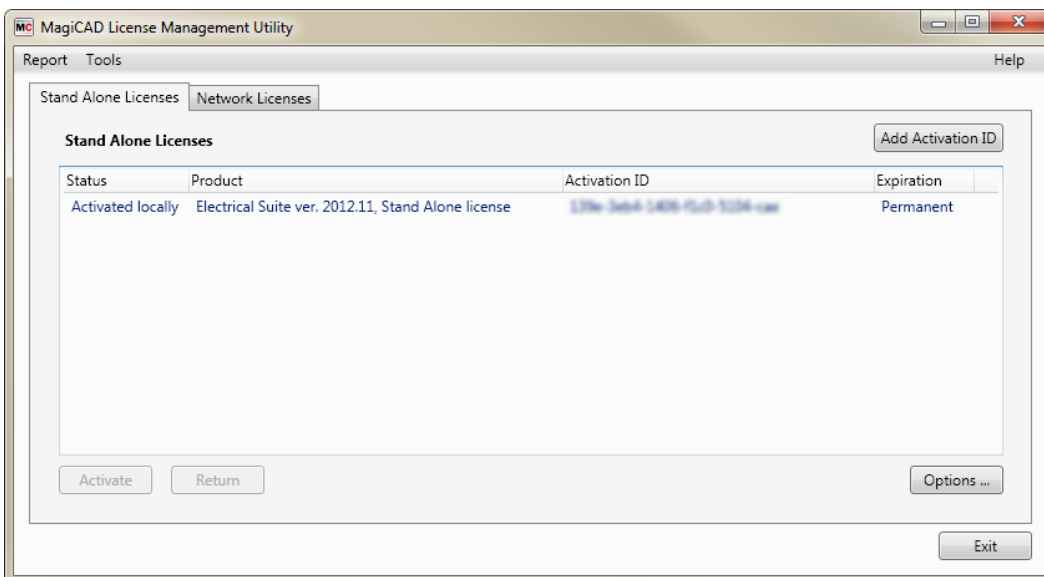 MC MagiCAD License Management Utility
Report Tools Help
Stand Alone Licenses Network Licenses
Stand Alone Licenses Add Activation ID
Status Product Activation ID Expiration
Activated locally Electrical Suite ver. 2012.11, Stand Alone license Permanent
Activate Return Options ...
Exit